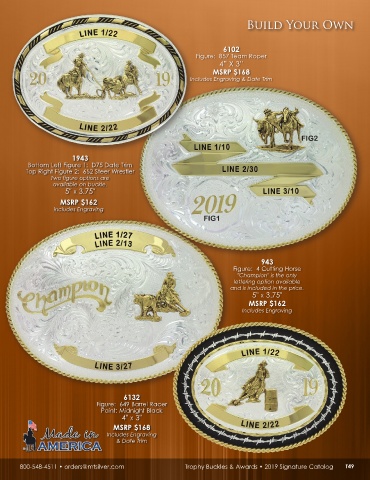 BUILD YOUR OWN
LINE 1/22
20 19
LINE 2/22
6102
Figure: 857 Team Roper
4" X 3"
MSRP $168
Includes Engraving & Date Trim
1943
Bottom Left Figure 1: D75 Date Trim
Top Right Figure 2: 652 Steer Wrestler
Two figure options are
available on buckle
5" x 3.75"
MSRP $162
Includes Engraving
FIG2
LINE 1/10
LINE 2/30
LINE 3/10
2019
FIG1
LINE 1/27
LINE 2/13
Champion
LINE 3/27
943
Figure: 4 Cutting Horse
"Champion" is the only
lettering option available
and is included in the price.
5" x 3.75"
MSRP $162
Includes Engraving
6132
Figure: 649 Barrel Racer
Paint: Midnight Black
4" x 3"
MSRP $168
Includes Engraving
& Date Trim
LINE 1/22
20 19
LINE 2/22
Made in
AMERICA
800-548-4511 • orders@mtsilver.com
Trophy Buckles & Awards • 2019 Signature Catalog T49